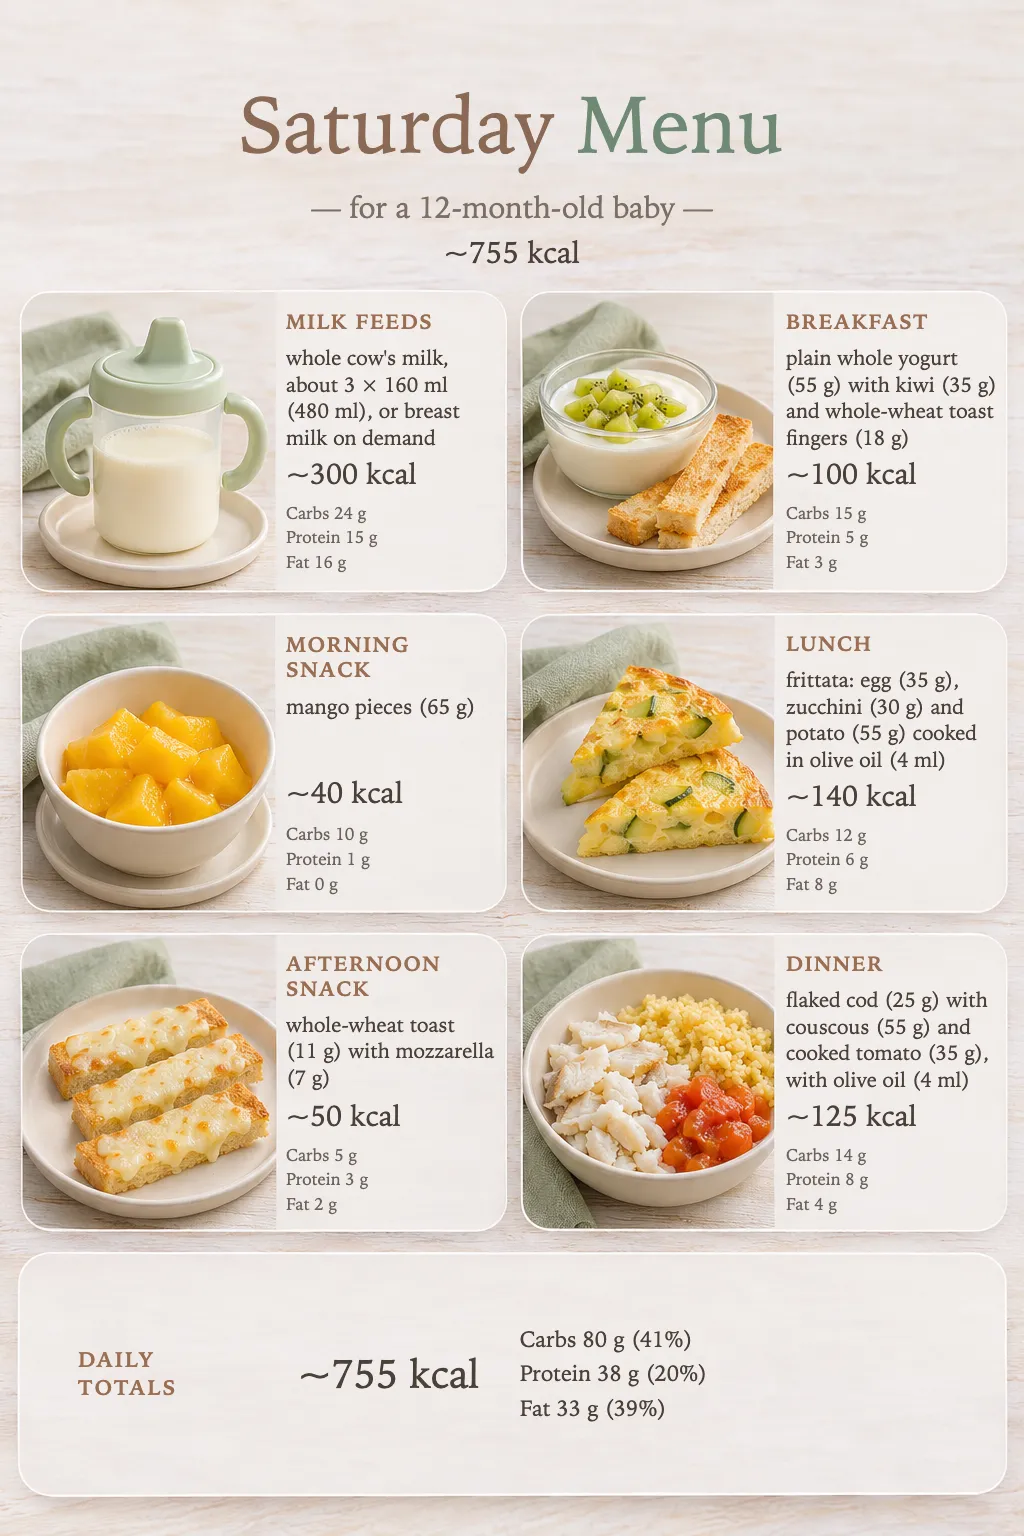 Saturday Menu
— for a 12-month-old baby —
~755 kcal
MILK FEEDS
whole cow's milk,
about 3 × 160 ml
(480 ml), or breast
milk on demand
~300 kcal
Carbs 24 g
Protein 15 g
Fat 16 g
BREAKFAST
plain whole yogurt
(55 g) with kiwi (35 g)
and whole-wheat toast
fingers (18 g)
~100 kcal
Carbs 15 g
Protein 5 g
Fat 3 g
MORNING
SNACK
mango pieces (65 g)
~40 kcal
Carbs 10 g
Protein 1 g
Fat 0 g
LUNCH
frittata: egg (35 g),
zucchini (30 g) and
potato (55 g) cooked
in olive oil (4 ml)
~140 kcal
Carbs 12 g
Protein 6 g
Fat 8 g
AFTERNOON
SNACK
whole-wheat toast
(11 g) with mozzarella
(7 g)
~50 kcal
Carbs 5 g
Protein 3 g
Fat 2 g
DINNER
flaked cod (25 g) with
couscous (55 g) and
cooked tomato (35 g),
with olive oil (4 ml)
~125 kcal
Carbs 14 g
Protein 8 g
Fat 4 g
DAILY
TOTALS
~755 kcal
Carbs 80 g (41%)
Protein 38 g (20%)
Fat 33 g (39%)